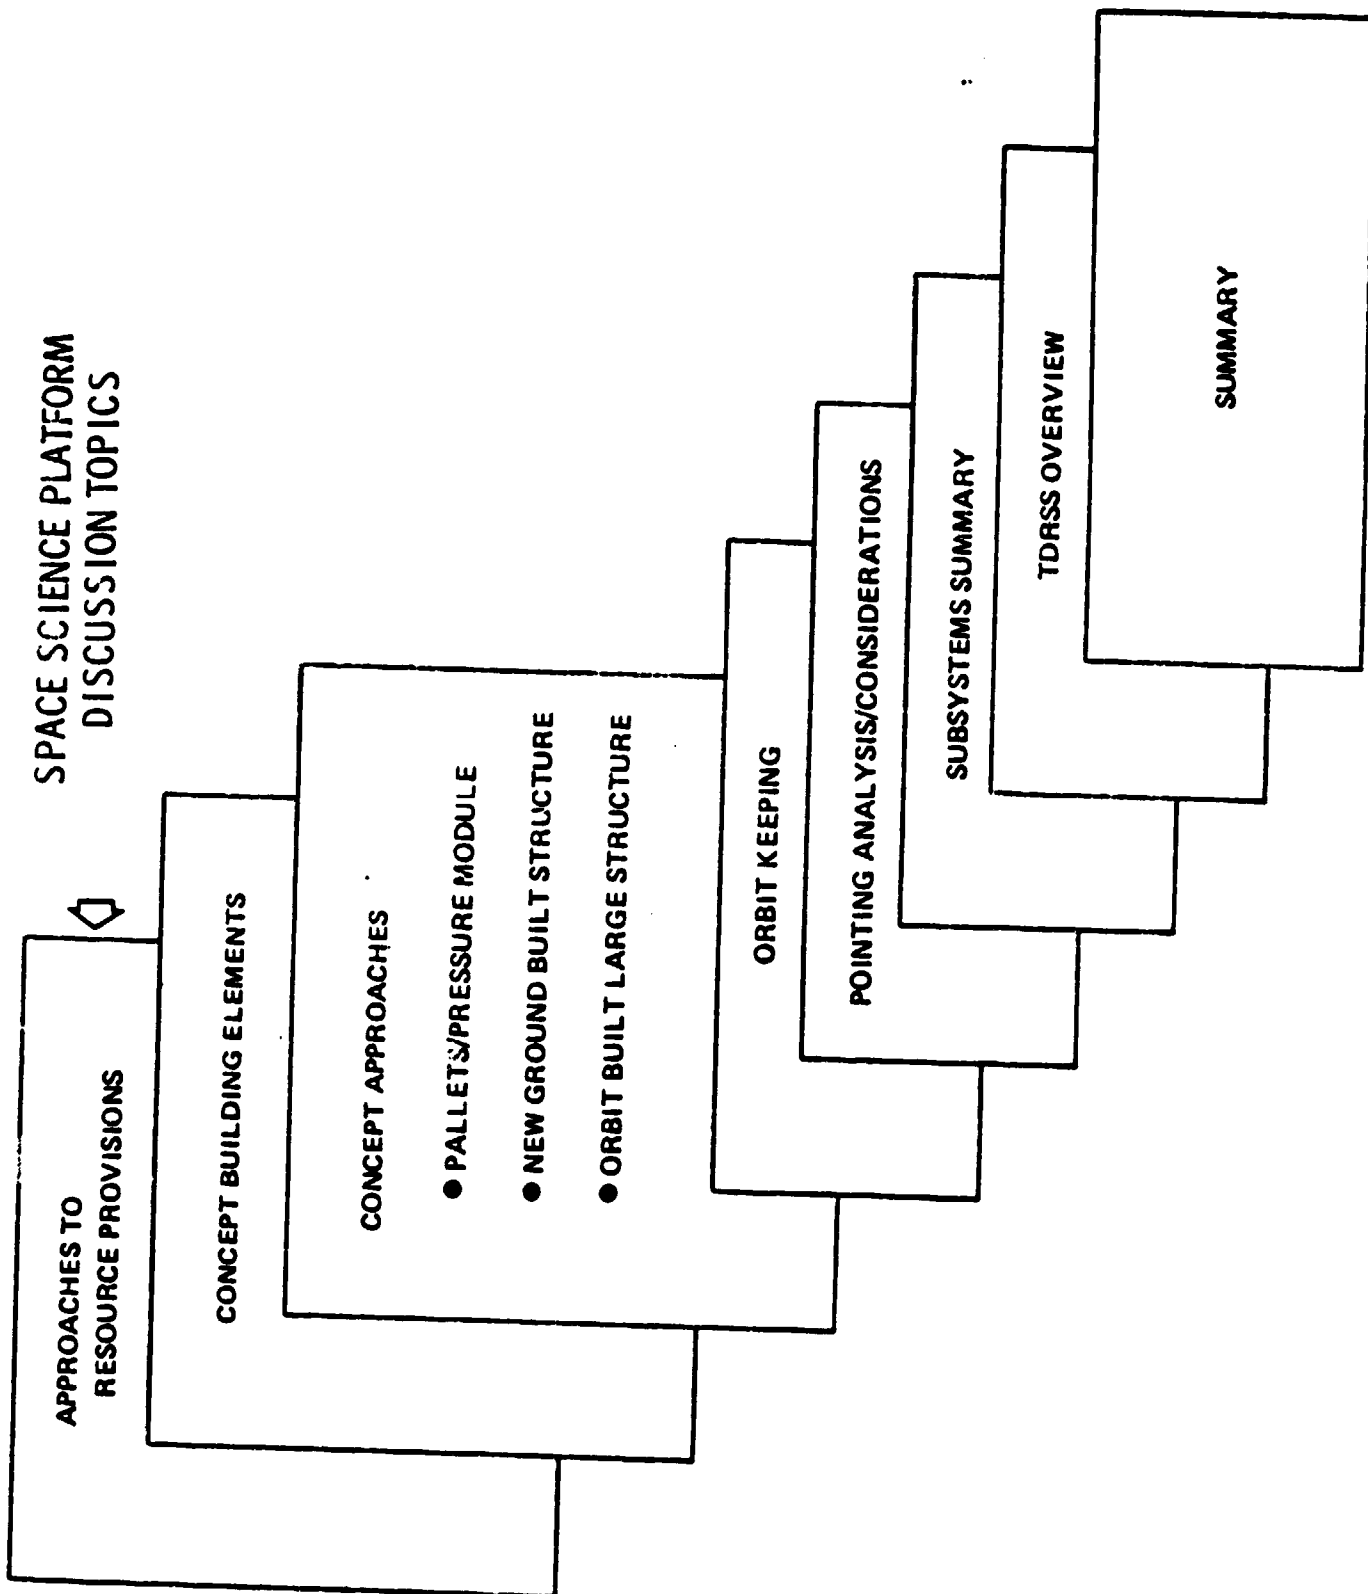 SPACE SCIENCE PLATFORM
DISCUSSION TOPICS
APPROACHES TO
RESOURCE PROVISIONS
CONCEPT BUILDING ELEMENTS
CONCEPT APPROACHES
● PALLETS/PRESSURE MODULE
● NEW GROUND BUILT STRUCTURE
● ORBIT BUILT LARGE STRUCTURE
ORBIT KEEPING
POINTING ANALYSIS/CONSIDERATIONS
SUBSYSTEMS SUMMARY
TDRSS OVERVIEW
SUMMARY